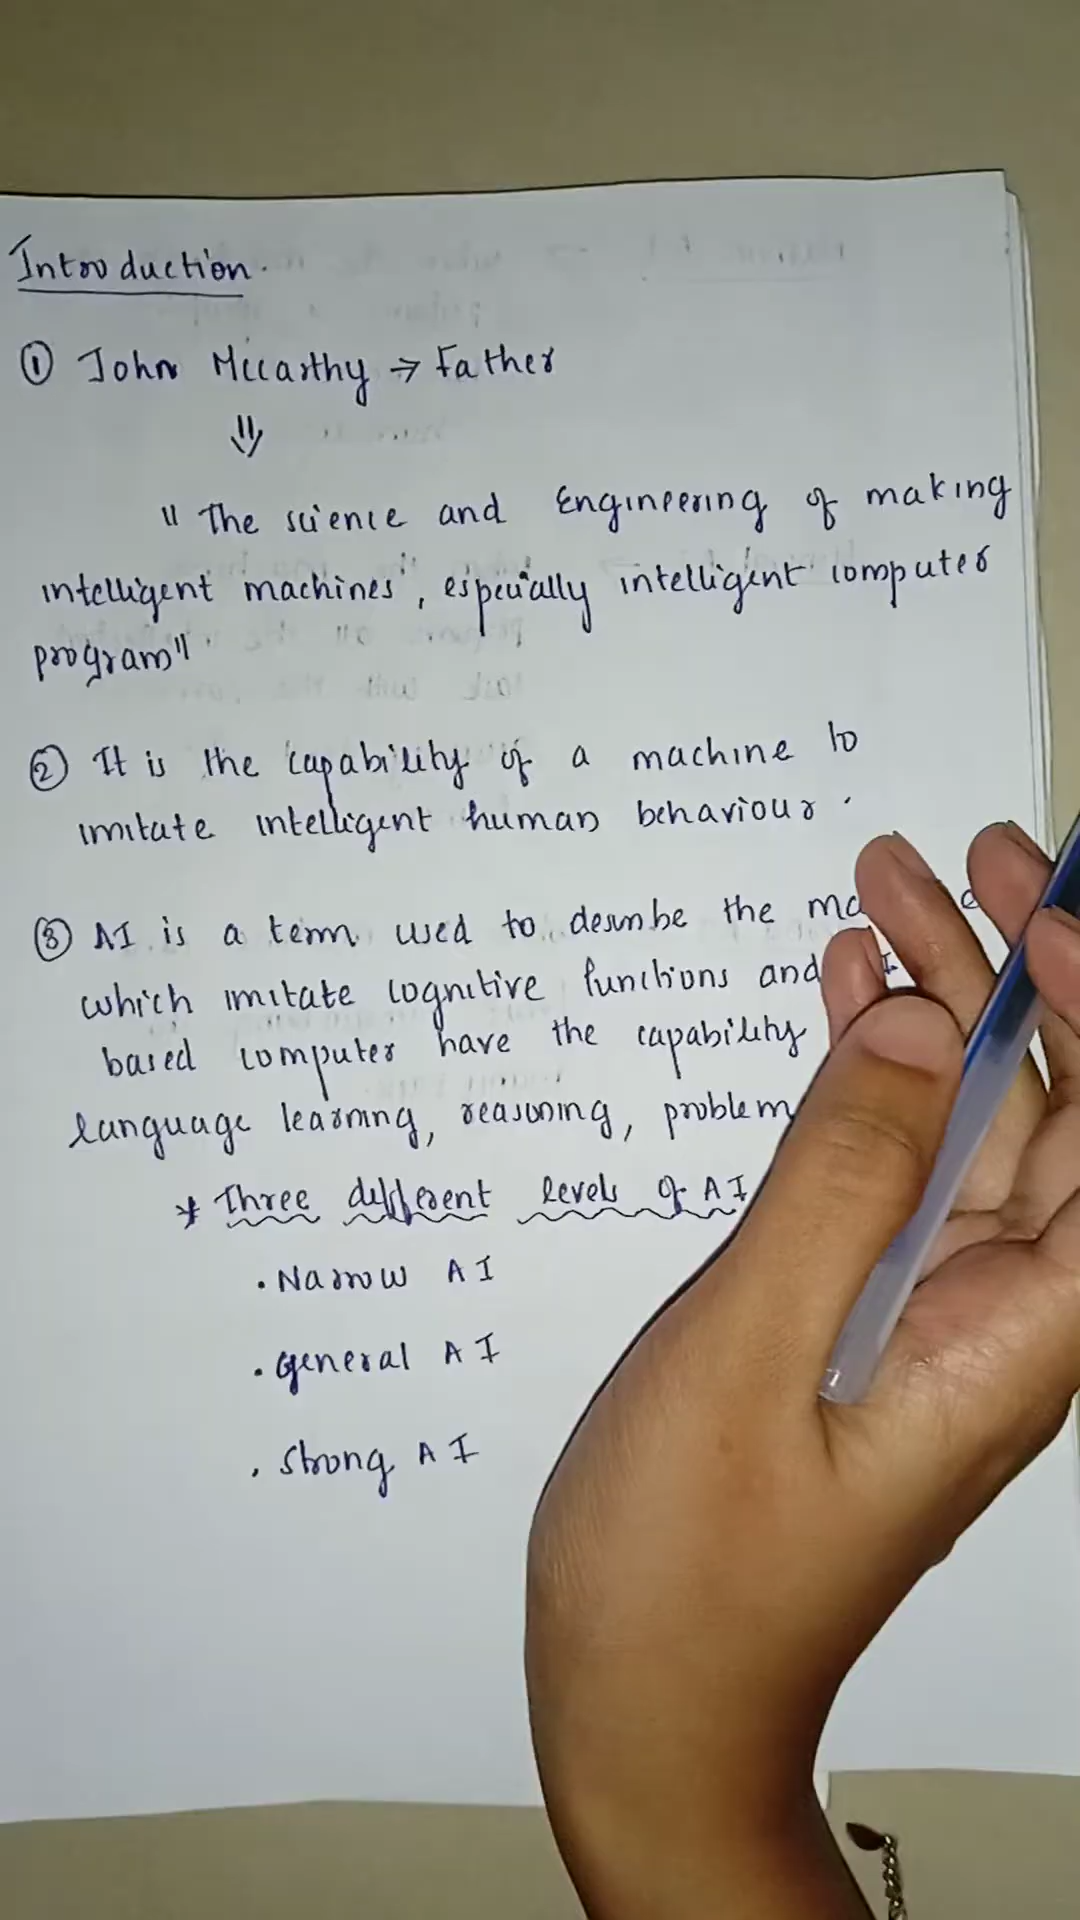 Introduction.
① John Mccarthy → Father
⇓
"The science and Engineering of making
intelligent machines", especially intelligent computer
program"
② It is the capability of a machine to
imitate intelligent human behaviour.
③ AI is a term used to describe the
which imitate cognitive functions and
based computer have the capability
language learning, reasoning, problem
* Three different levels of AI
. Narrow AI
. general AI
. Strong AI